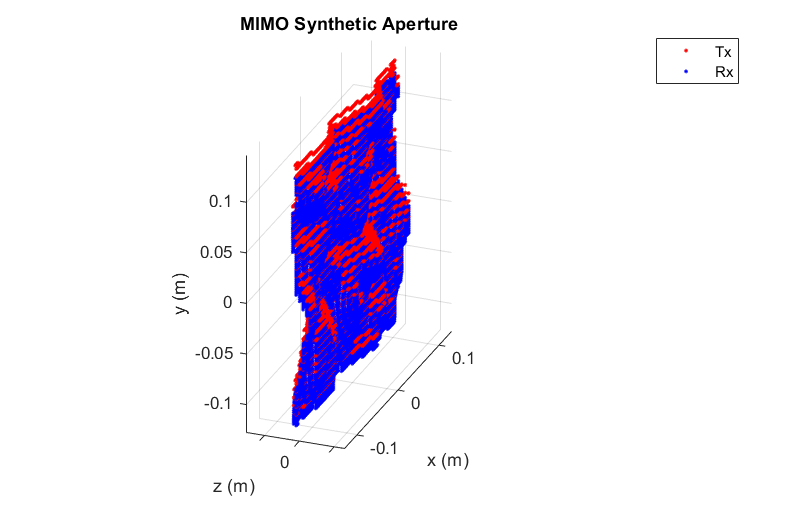 MIMO Synthetic Aperture
Tx
Rx
0.1
0.05
0
-0.05
-0.1
y (m)
0.1
0
-0.1
x (m)
0
z (m)